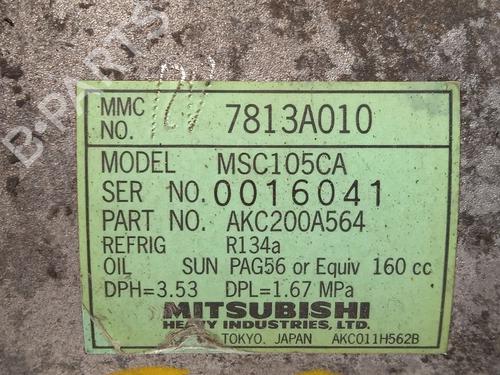 MMC NO. 7813A010
MODEL MSC105CA
SER NO. 0016041
PART NO. AKC200A564
REFRIG R134a
OIL SUN PAG56 or Equiv 160 cc
DPH=3.53 DPL=1.67 MPa
MITSUBISHI
HEAVY INDUSTRIES, LTD.
TOKYO. JAPAN AKC011H562B
B-PARTS